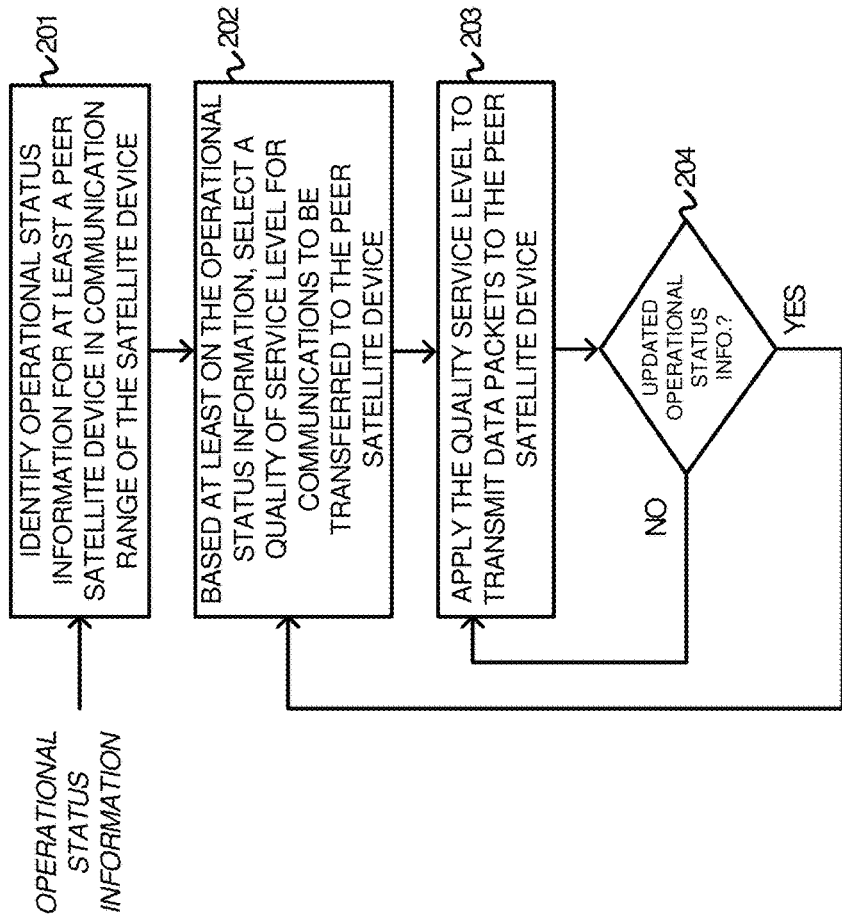 OPERATIONAL
STATUS
INFORMATION
IDENTIFY OPERATIONAL STATUS
INFORMATION FOR AT LEAST A PEER
SATELLITE DEVICE IN COMMUNICATION
RANGE OF THE SATELLITE DEVICE
201
BASED AT LEAST ON THE OPERATIONAL
STATUS INFORMATION, SELECT A
QUALITY OF SERVICE LEVEL FOR
COMMUNICATIONS TO BE
TRANSFERRED TO THE PEER
SATELLITE DEVICE
202
APPLY THE QUALITY SERVICE LEVEL TO
TRANSMIT DATA PACKETS TO THE PEER
SATELLITE DEVICE
203
UPDATED
OPERATIONAL
STATUS
INFO.?
204
NO
YES